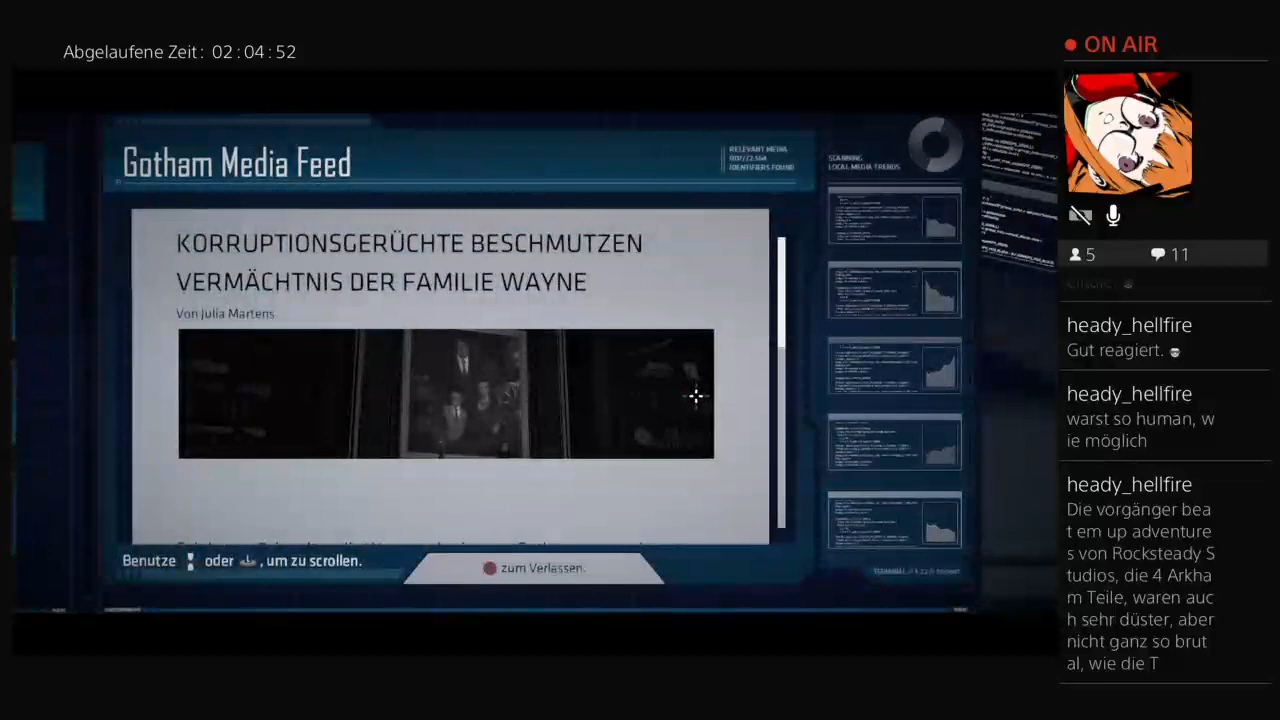 Abgelaufene Zeit: 02:04:52
ON AIR
Gotham Media Feed
RELEVANT MEDIA
IDENTIFIERS FOUND
SCANNING
LOCAL MEDIA TRENDS
KORRUPTIONSGERÜCHTE BESCHMUTZEN
VERMÄCHTNIS DER FAMILIE WAYNE
Von Julia Martens
Benutze oder , um zu scrollen.
zum Verlassen.
5
11
heady_hellfire
Gut reagiert.
heady_hellfire
warst so human, w
ie möglich
heady_hellfire
Die vorgänger bea
t em up adventure
s von Rocksteady S
tudios, die 4 Arkha
m Teile, waren auc
h sehr düster, aber
nicht ganz so brut
al, wie die T